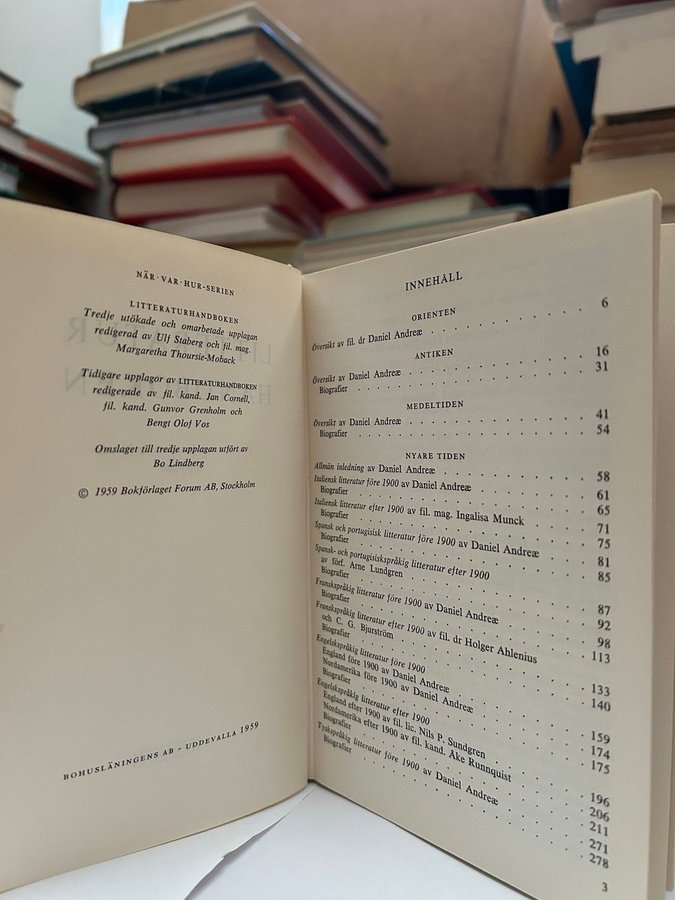 NÄR·VAR·HUR-SERIEN
LITTERATURHANDBOKEN
Tredje utökade och omarbetade upplagan
redigerad av Ulf Staberg och fil. mag.
Margaretha Thoursie-Moback
Tidigare upplagor av LITTERATURHANDBOKEN
redigerade av fil. kand. Jan Cornell,
fil. kand. Gunvor Grenholm och
Bengt Olof Vos
Omslaget till tredje upplagan utfört av
Bo Lindberg
© 1959 Bokförlaget Forum AB, Stockholm
BOHUSLÄNINGENS AB - UDDEVALLA 1959
INNEHÅLL
ORIENTEN
Översikt av fil. dr Daniel Andreæ 6
ANTIKEN
Översikt av Daniel Andreæ 16
Biografier 31
MEDELTIDEN
Översikt av Daniel Andreæ 41
Biografier 54
NYARE TIDEN
Allmän inledning av Daniel Andreæ 58
Italiensk litteratur före 1900 av Daniel Andreæ 61
Biografier 65
Italiensk litteratur efter 1900 av fil. mag. Ingalisa Munck 71
Biografier 75
Spansk och portugisisk litteratur före 1900 av Daniel Andreæ 81
Biografier 85
Spansk- och portugisiskspråkig litteratur efter 1900
av förf. Arne Lundgren 87
Biografier 92
Franskspråkig litteratur före 1900 av Daniel Andreæ 98
Biografier 113
Franskspråkig litteratur efter 1900 av fil. dr Holger Ahlenius
och C. G. Bjurström 133
Biografier 140
Engelskspråkig litteratur före 1900
England före 1900 av Daniel Andreæ 159
Nordamerika före 1900 av Daniel Andreæ 174
Biografier 175
Engelskspråkig litteratur efter 1900
England efter 1900 av fil. lic. Nils P. Sundgren 196
Nordamerika efter 1900 av fil. kand. Åke Runnquist 206
Biografier 211
Tyskspråkig litteratur före 1900 av Daniel Andreæ 271
Biografier 278
3